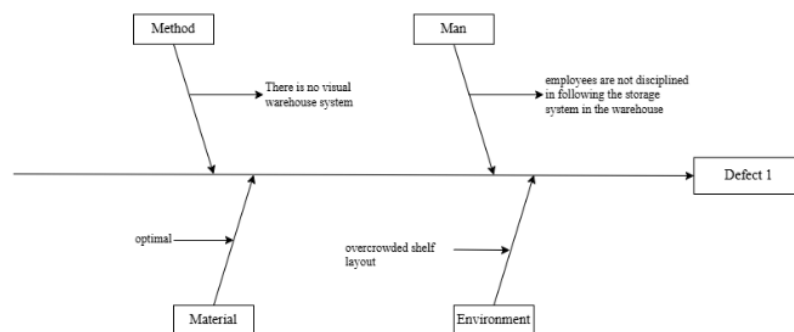 Method
Man
There is no visual
warehouse system
employees are not disciplined
in following the storage
system in the warehouse
Defect 1
optimal
overcrowded shelf
layout
Material
Environment